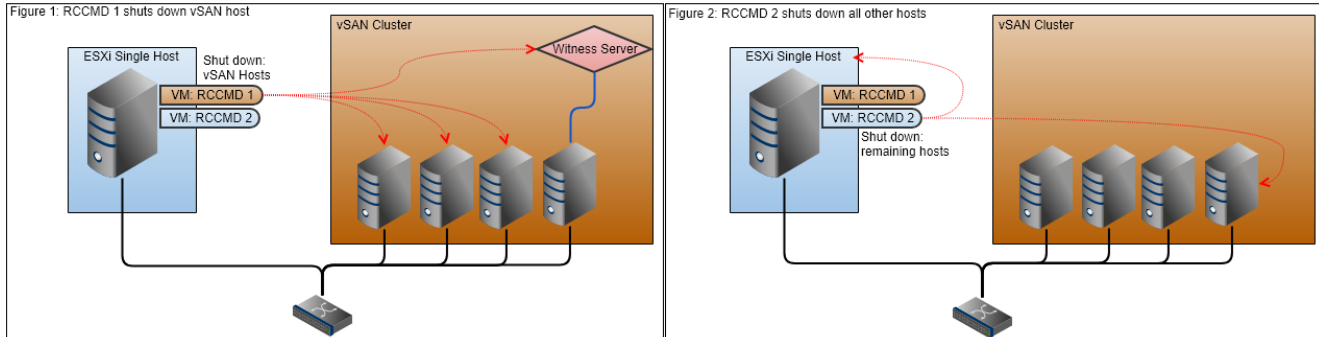 Figure 1: RCCMD 1 shuts down vSAN host
vSAN Cluster
ESXi Single Host
Witness Server
Shut down:
vSAN Hosts
VM: RCCMD 1
VM: RCCMD 2
Figure 2: RCCMD 2 shuts down all other hosts
vSAN Cluster
ESXi Single Host
VM: RCCMD 1
VM: RCCMD 2
Shut down:
remaining hosts